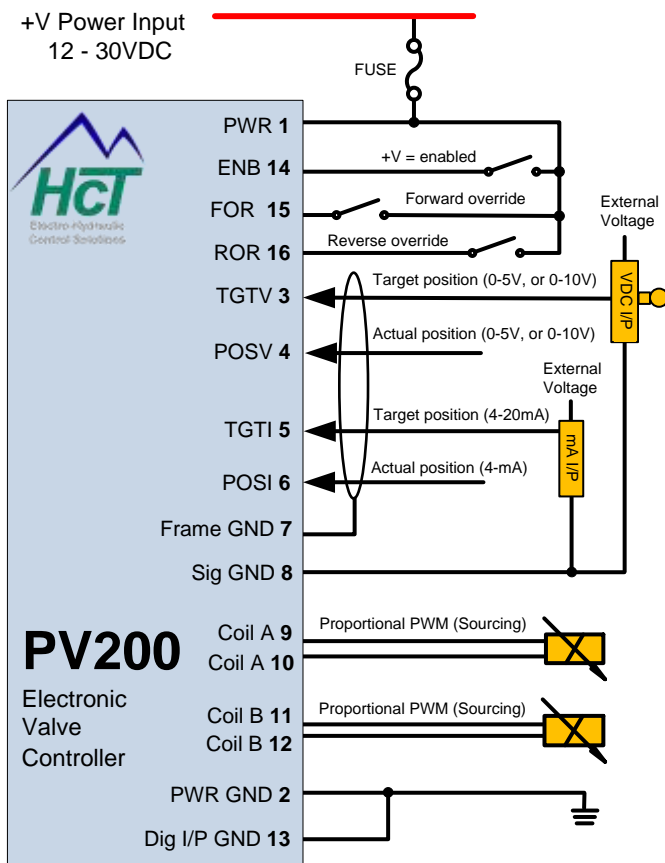 +V Power Input
12 - 30VDC
FUSE
HCT
Electro-Hydraulic
Control Solutions
PWR 1
ENB 14
+V = enabled
FOR 15
Forward override
ROR 16
Reverse override
External
Voltage
TGTV 3
Target position (0-5V, or 0-10V)
VDC I/P
POSV 4
Actual position (0-5V, or 0-10V)
External
Voltage
TGTI 5
Target position (4-20mA)
mA I/P
POSI 6
Actual position (4-mA)
Frame GND 7
Sig GND 8
PV200
Electronic
Valve
Controller
Coil A 9
Proportional PWM (Sourcing)
Coil A 10
Coil B 11
Proportional PWM (Sourcing)
Coil B 12
PWR GND 2
Dig I/P GND 13